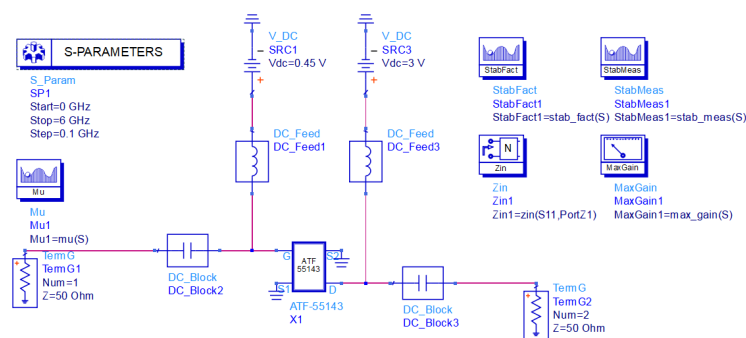 S-PARAMETERS
S_Param
SP1
Start=0 GHz
Stop=6 GHz
Step=0.1 GHz
V_DC
SRC1
Vdc=0.45 V
V_DC
SRC3
Vdc=3 V
StabFact
StabFact
StabFact1
StabFact1=stab_fact(S)
StabMeas
StabMeas
StabMeas1
StabMeas1=stab_meas(S)
DC_Feed
DC_Feed1
DC_Feed
DC_Feed3
N
Zin
Zin
Zin1
Zin1=zin(S11,PortZ1)
MaxGain
MaxGain
MaxGain1
MaxGain1=max_gain(S)
Mu
Mu
Mu1
Mu1=mu(S)
TermG
TermG1
Num=1
Z=50 Ohm
DC_Block
DC_Block2
G
S2
ATF
55143
S1
D
ATF-55143
X1
DC_Block
DC_Block3
TermG
TermG2
Num=2
Z=50 Ohm